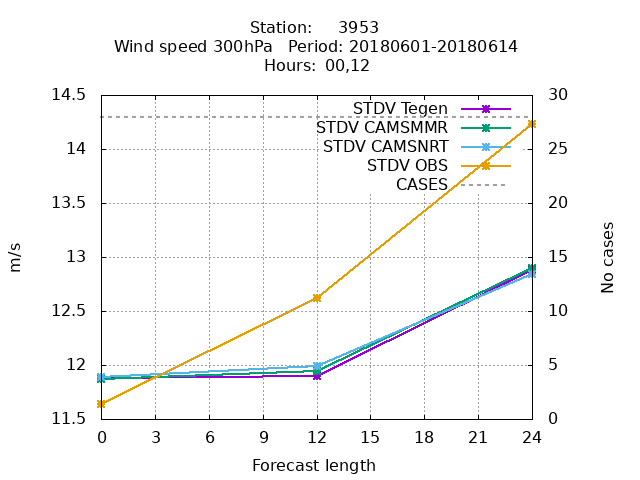 Station: 3953
Wind speed 300hPa Period: 20180601-20180614
Hours: 00,12
14.5
14
13.5
13
12.5
12
11.5
m/s
STDV Tegen
STDV CAMSMMR
STDV CAMSNRT
STDV OBS
CASES
30
25
20
15
10
5
0
No cases
0 3 6 9 12 15 18 21 24
Forecast length